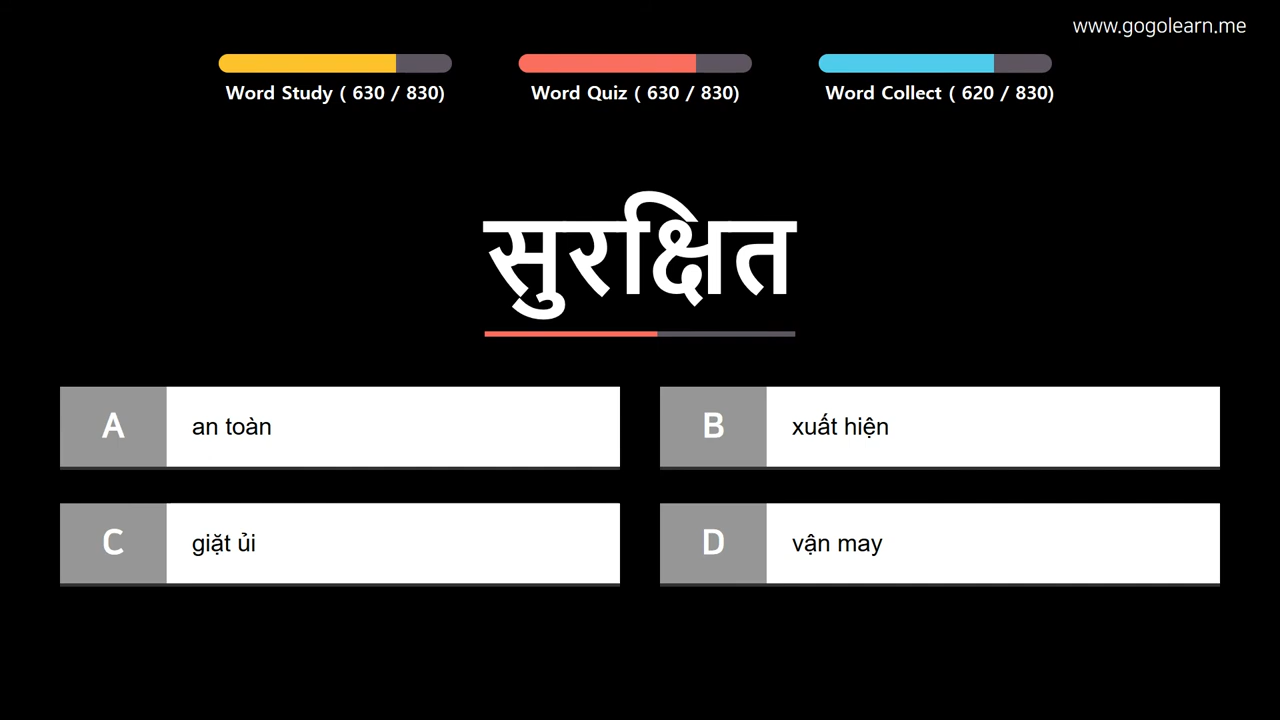 www.gogolearn.me
Word Study ( 630 / 830)
Word Quiz ( 630 / 830)
Word Collect ( 620 / 830)
सुरक्षित
A an toàn
B xuất hiện
C giặt ủi
D vận may